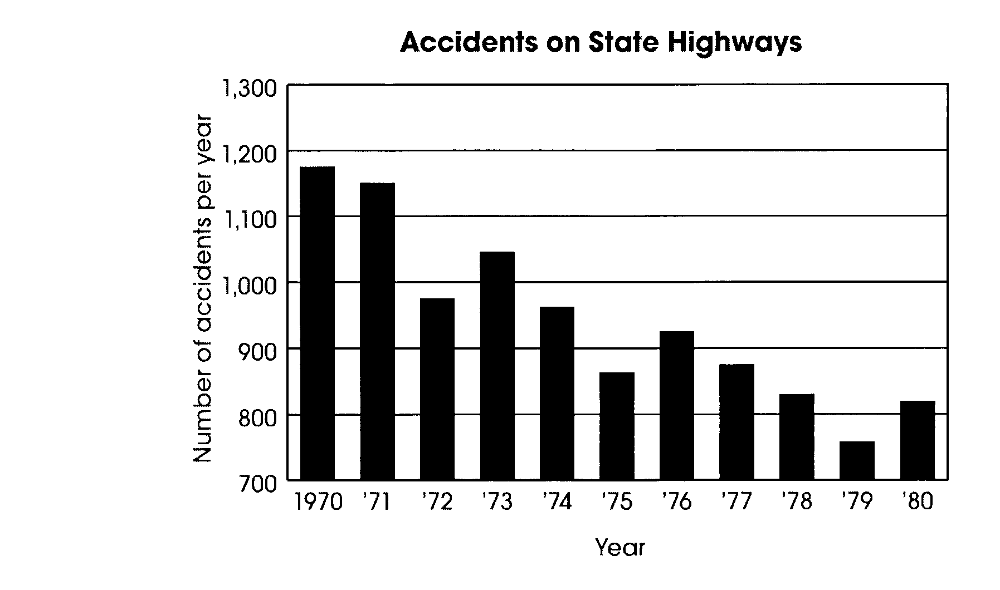 Accidents on State Highways
Number of accidents per year
1,300
1,200
1,100
1,000
900
800
700
1970 '71 '72 '73 '74 '75 '76 '77 '78 '79 '80
Year